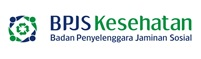 BPJS Kesehatan
Badan Penyelenggara Jaminan Sosial